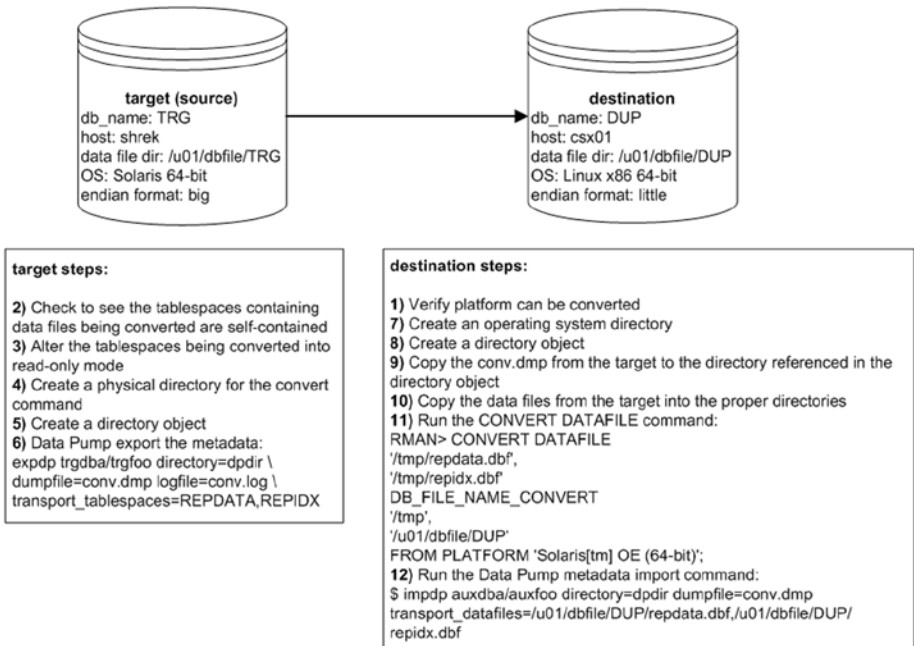 target (source)
db_name: TRG
host: shrek
data file dir: /u01/dbfile/TRG
OS: Solaris 64-bit
endian format: big
destination
db_name: DUP
host: csx01
data file dir: /u01/dbfile/DUP
OS: Linux x86 64-bit
endian format: little
target steps:
2) Check to see the tablespaces containing
data files being converted are self-contained
3) Alter the tablespaces being converted into
read-only mode
4) Create a physical directory for the convert
command
5) Create a directory object
6) Data Pump export the metadata:
expdp trgdba/trgfoo directory=dpdir \
dumpfile=conv.dmp logfile=conv.log \
transport_tablespaces=REPDATA,REPIDX
destination steps:
1) Verify platform can be converted
7) Create an operating system directory
8) Create a directory object
9) Copy the conv.dmp from the target to the directory referenced in the
directory object
10) Copy the data files from the target into the proper directories
11) Run the CONVERT DATAFILE command:
RMAN> CONVERT DATAFILE
'/tmp/repdata.dbf',
'/tmp/repidx.dbf'
DB_FILE_NAME_CONVERT
'/tmp',
'/u01/dbfile/DUP'
FROM PLATFORM 'Solaris[tm] OE (64-bit)';
12) Run the Data Pump metadata import command:
$ impdp auxdba/auxfoo directory=dpdir dumpfile=conv.dmp
transport_datafiles=/u01/dbfile/DUP/repdata.dbf,/u01/dbfile/DUP/
repidx.dbf